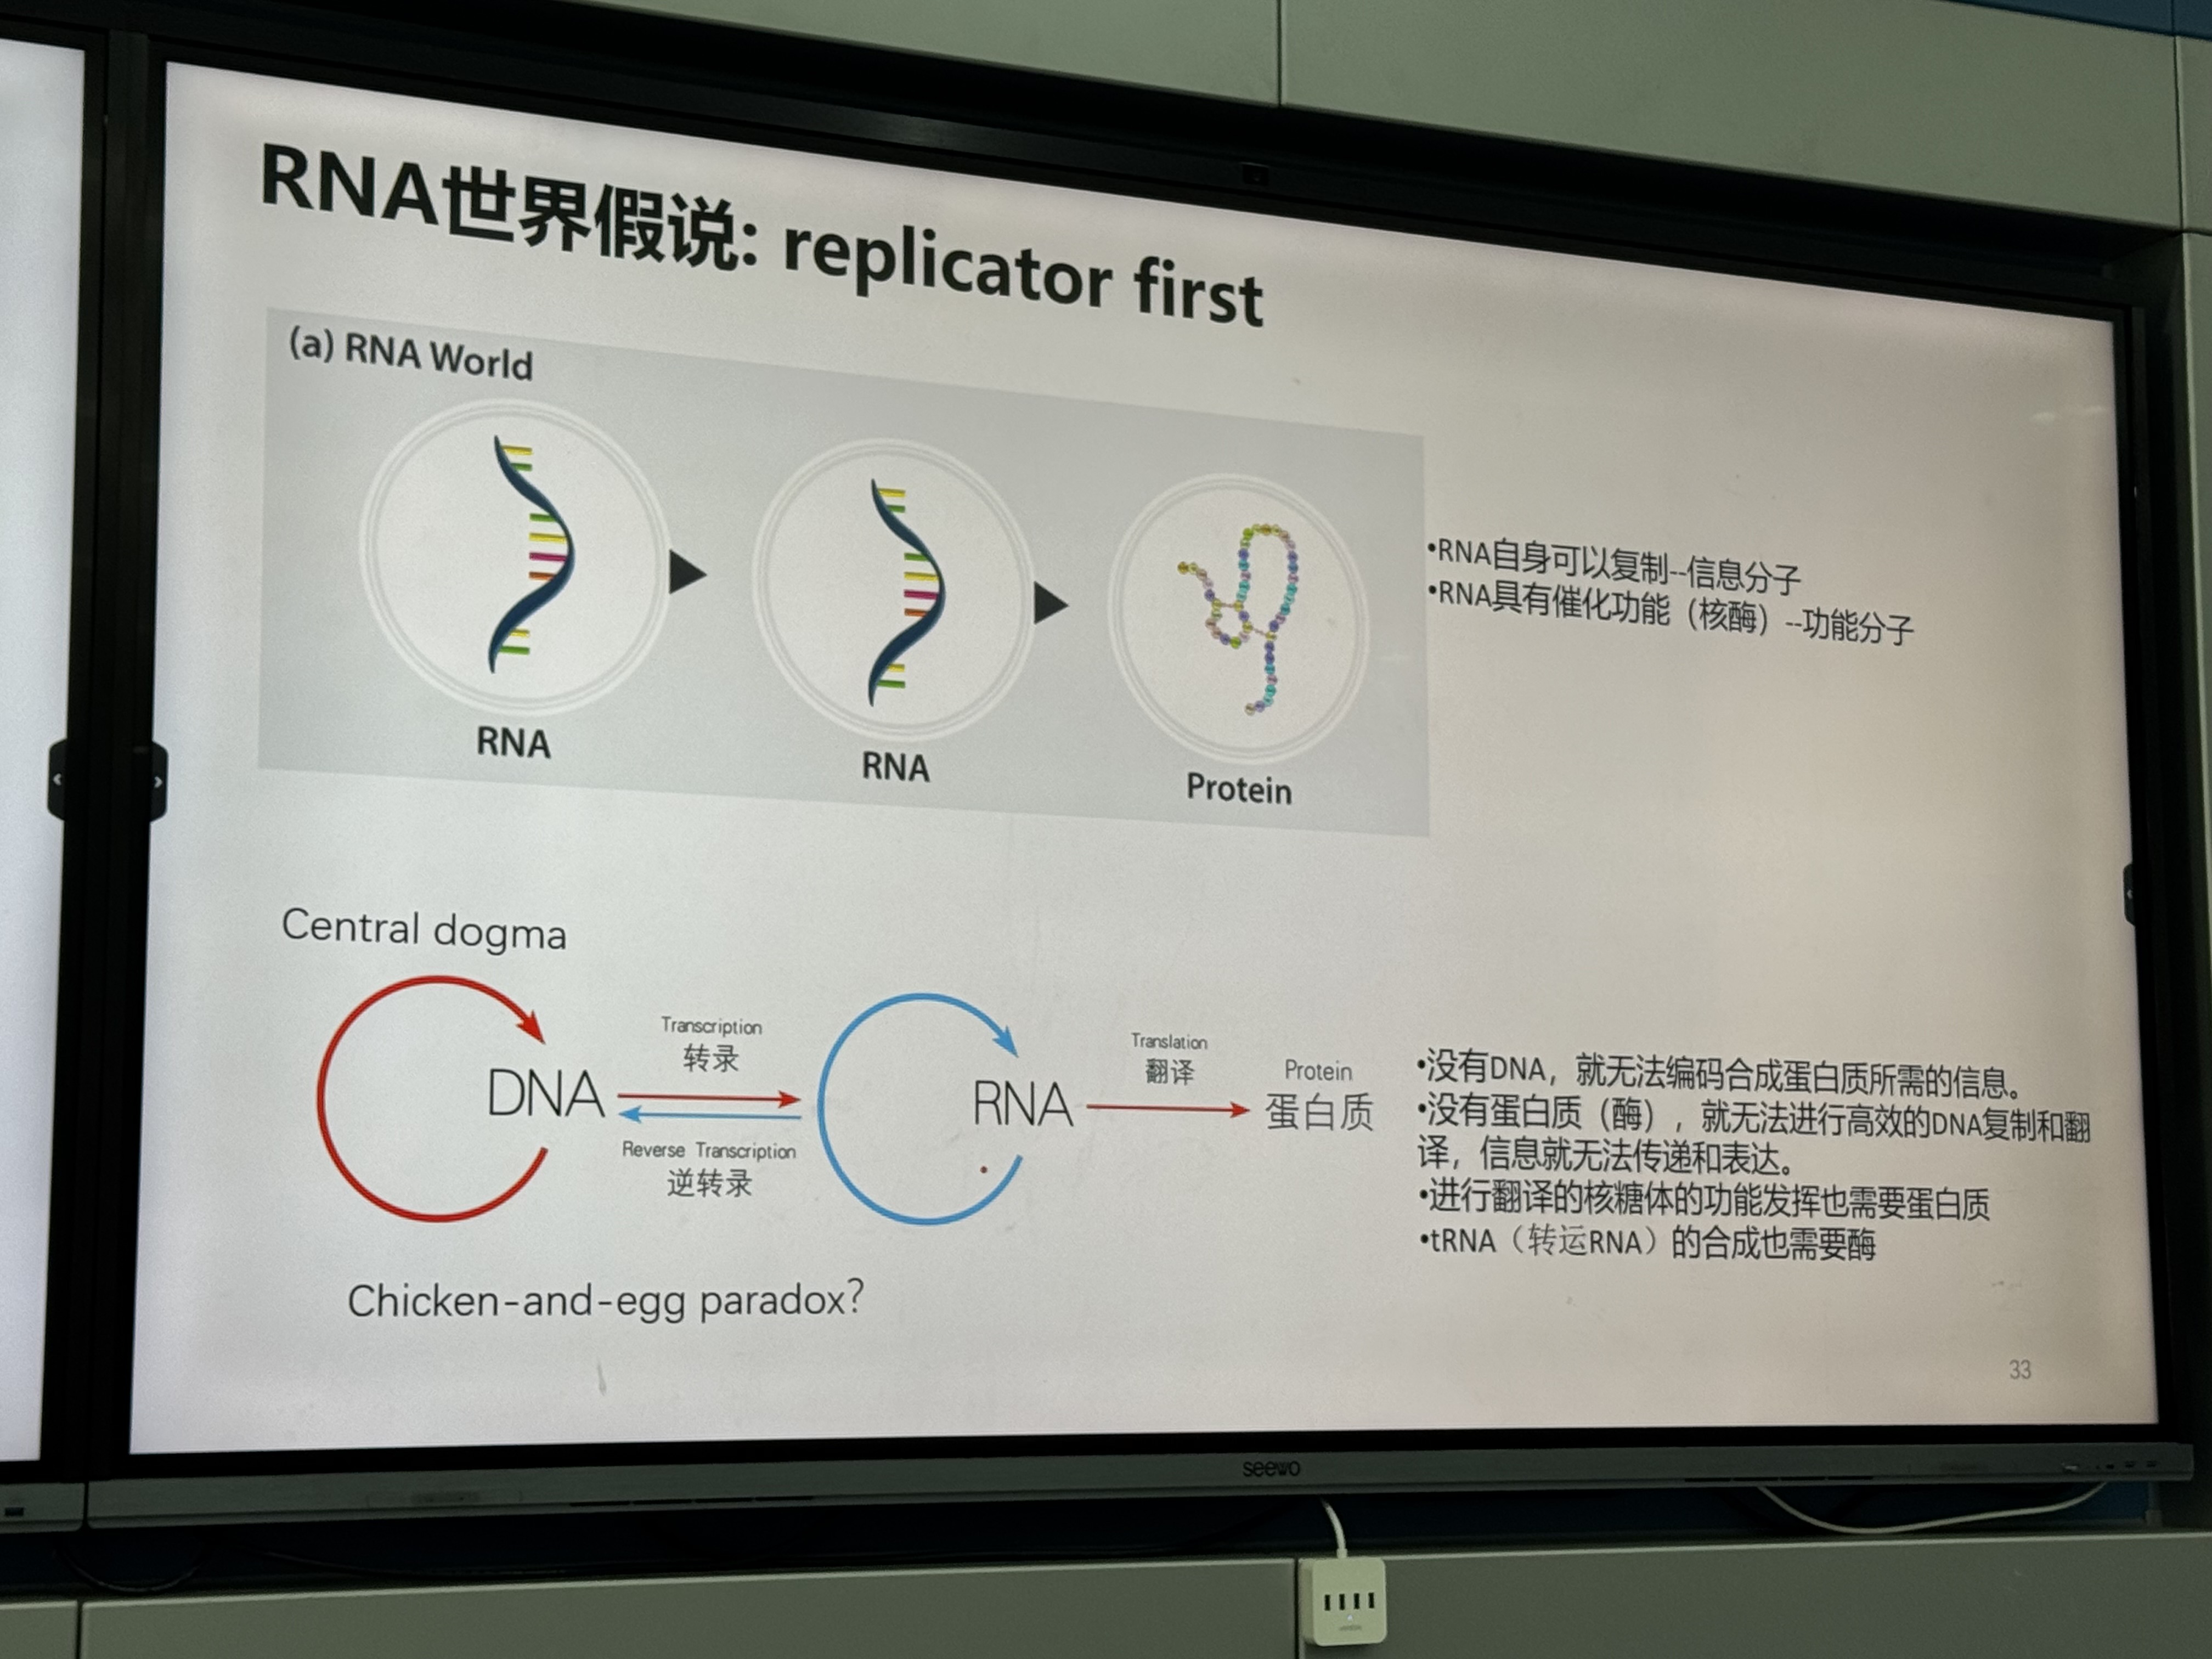 RNA世界假说: replicator first
(a) RNA World
RNA
RNA
Protein
•RNA自身可以复制--信息分子
•RNA具有催化功能（核酶）--功能分子
Central dogma
DNA
Transcription
转录
Reverse Transcription
逆转录
RNA
Translation
翻译
Protein
蛋白质
Chicken-and-egg paradox?
•没有DNA，就无法编码合成蛋白质所需的信息。
•没有蛋白质（酶），就无法进行高效的DNA复制和翻
译，信息就无法传递和表达。
•进行翻译的核糖体的功能发挥也需要蛋白质
•tRNA（转运RNA）的合成也需要酶
33
seewo